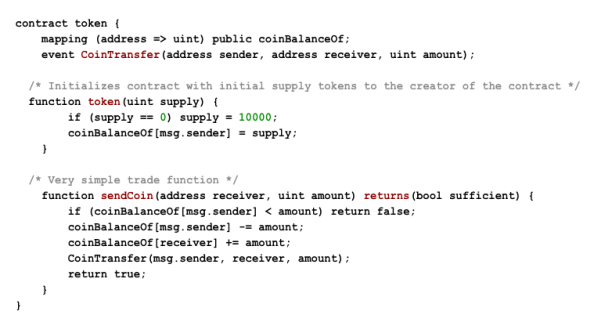 contract token {
mapping (address => uint) public coinBalanceOf;
event CoinTransfer(address sender, address receiver, uint amount);
/* Initializes contract with initial supply tokens to the creator of the contract */
function token(uint supply) {
if (supply == 0) supply = 10000;
coinBalanceOf[msg.sender] = supply;
}
/* Very simple trade function */
function sendCoin(address receiver, uint amount) returns(bool sufficient) {
if (coinBalanceOf[msg.sender] < amount) return false;
coinBalanceOf[msg.sender] -= amount;
coinBalanceOf[receiver] += amount;
CoinTransfer(msg.sender, receiver, amount);
return true;
}
}